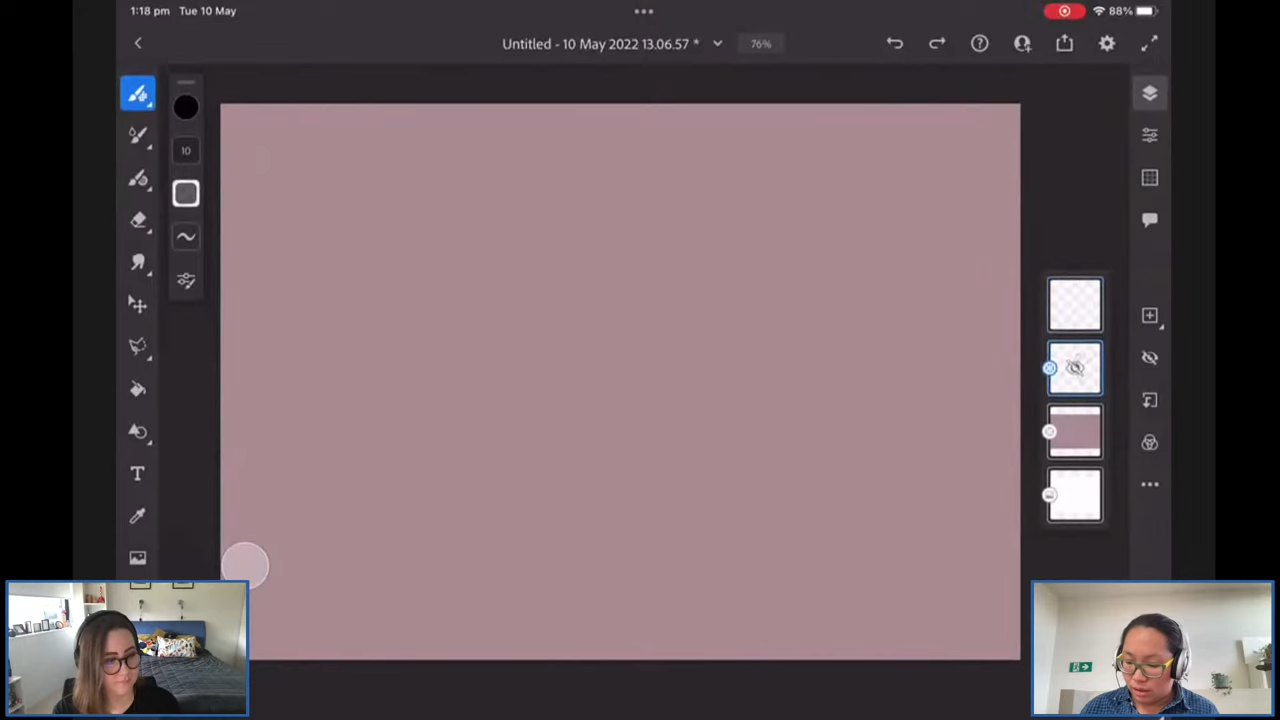 1:18 pm Tue 10 May
88%
Untitled - 10 May 2022 13.06.57 *
76%
10
T